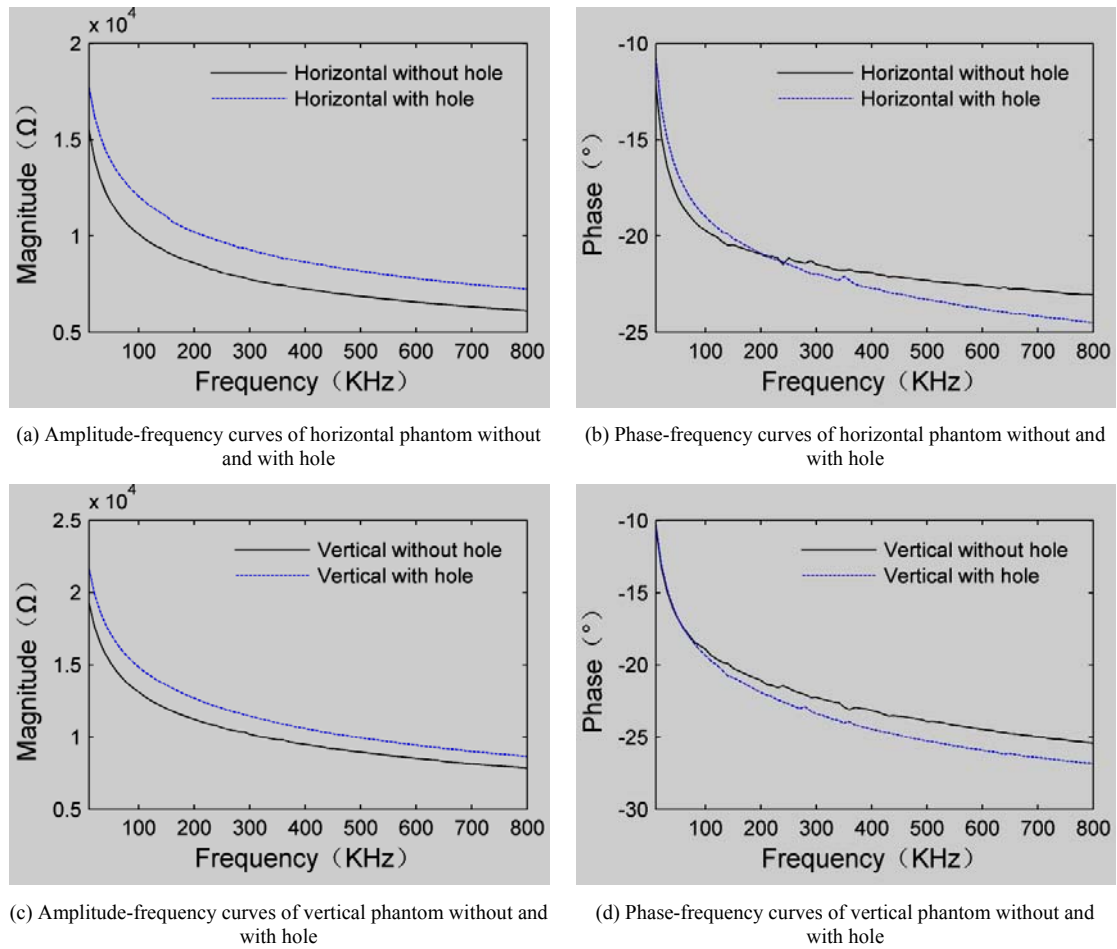 x 10^4
2
1.5
1
0.5
Magnitude（Ω）
Horizontal without hole
Horizontal with hole
100 200 300 400 500 600 700 800
Frequency（KHz）
(a) Amplitude-frequency curves of horizontal phantom without
and with hole
-10
-15
-20
-25
Phase（°）
Horizontal without hole
Horizontal with hole
100 200 300 400 500 600 700 800
Frequency（KHz）
(b) Phase-frequency curves of horizontal phantom without and
with hole
x 10^4
2.5
2
1.5
1
0.5
Magnitude（Ω）
Vertical without hole
Vertical with hole
100 200 300 400 500 600 700 800
Frequency（KHz）
(c) Amplitude-frequency curves of vertical phantom without and
with hole
-10
-15
-20
-25
-30
Phase（°）
Vertical without hole
Vertical with hole
100 200 300 400 500 600 700 800
Frequency（KHz）
(d) Phase-frequency curves of vertical phantom without and
with hole